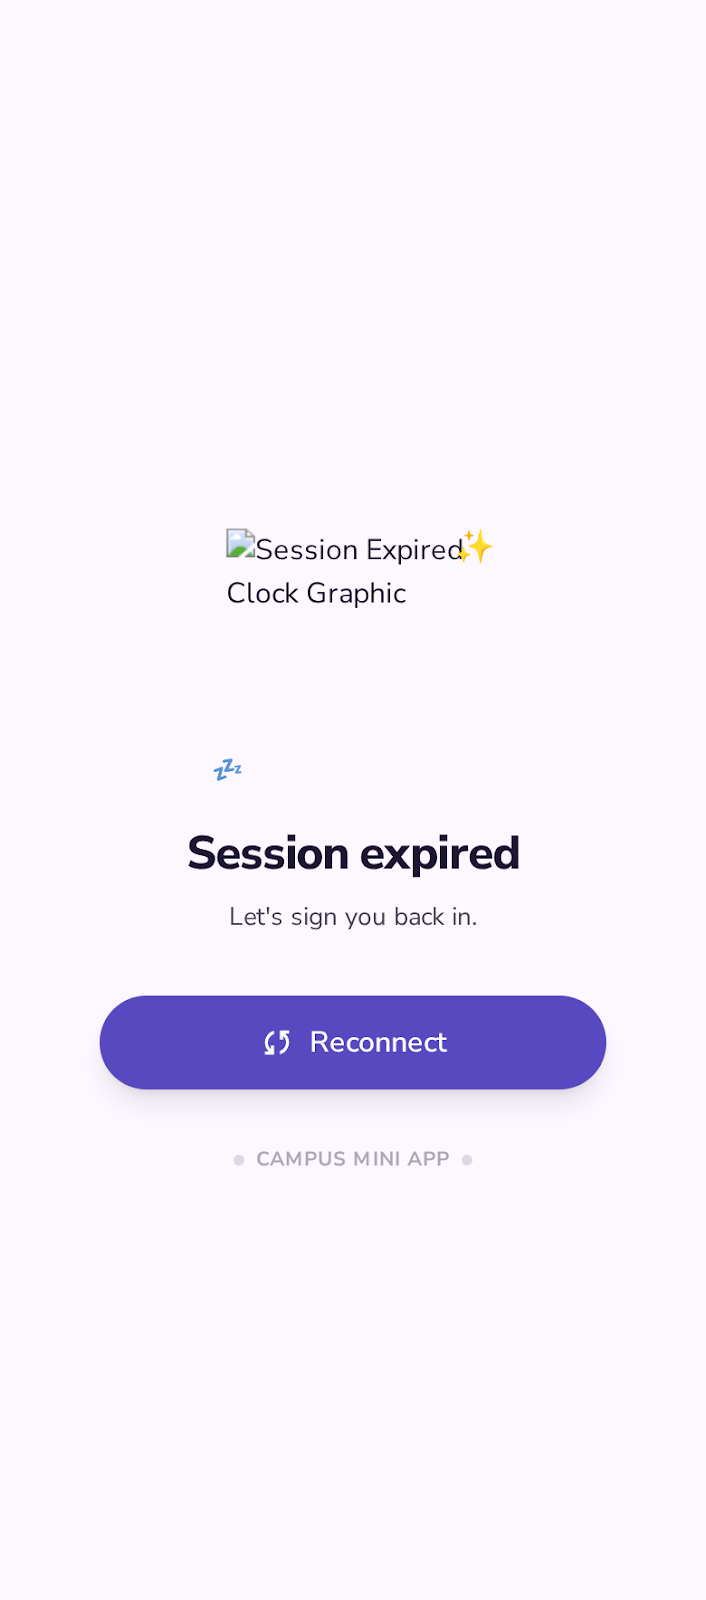 Session Expired✨
Clock Graphic
💤
Session expired
Let's sign you back in.
Reconnect
CAMPUS MINI APP